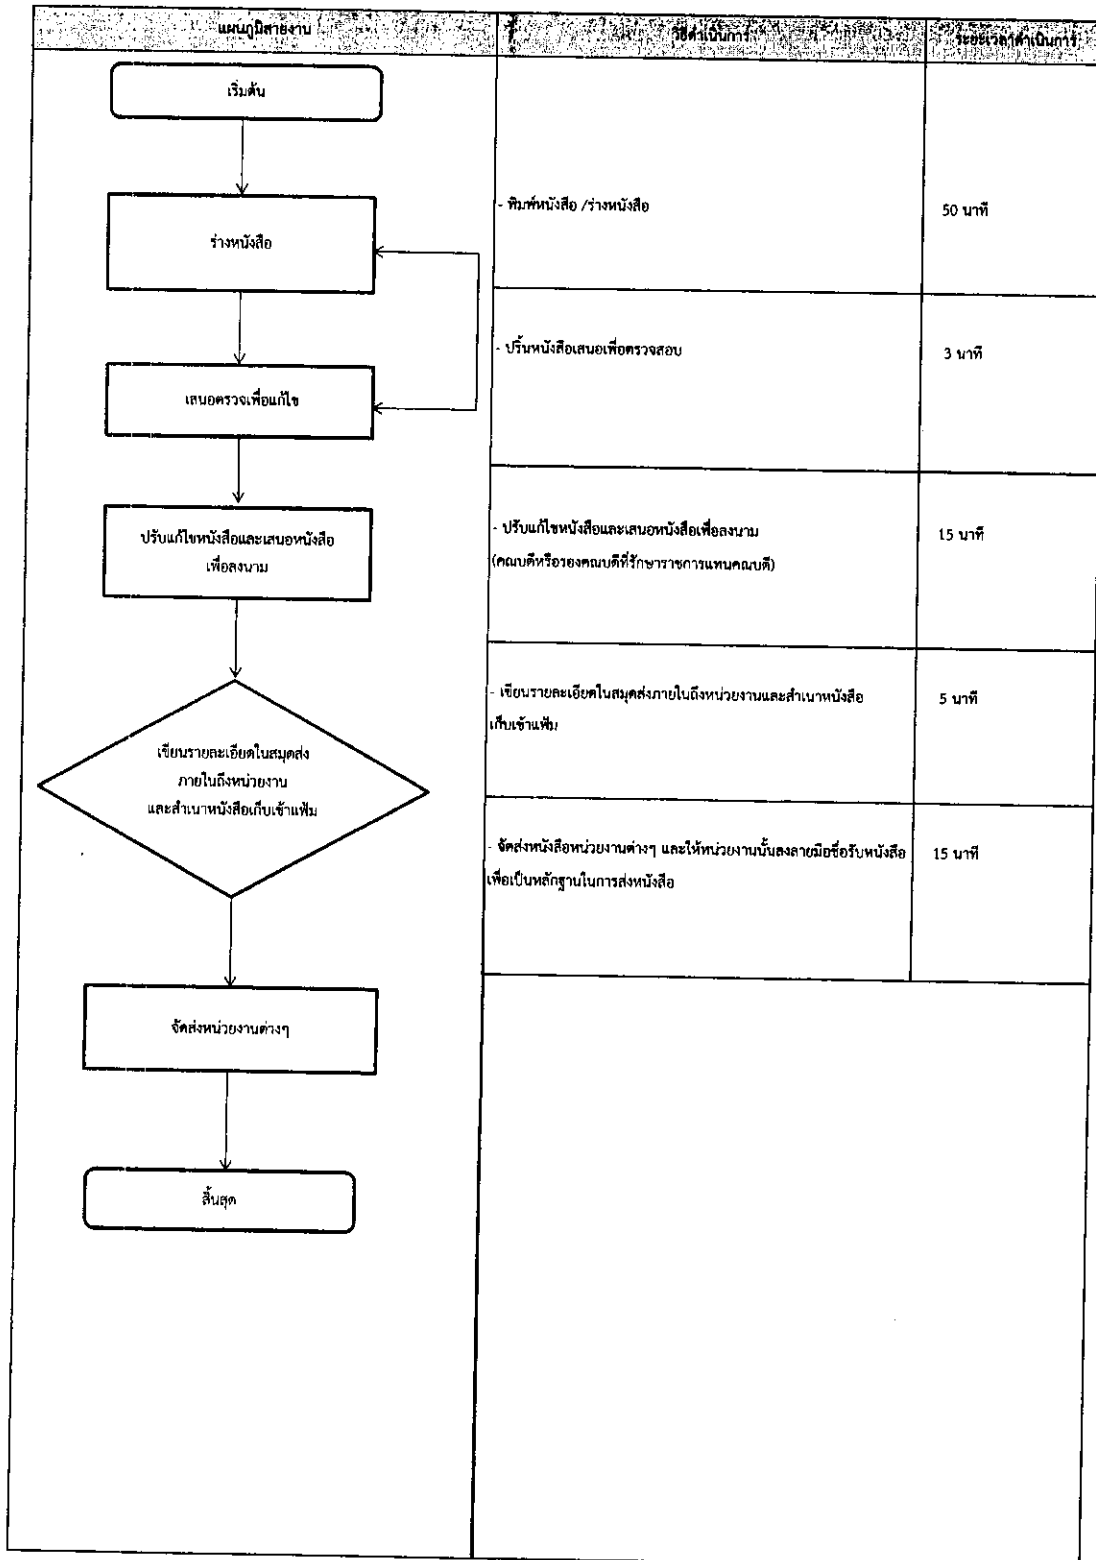 แผนภูมิสายงาน
วิธีดำเนินการ
ระยะเวลาดำเนินการ
เริ่มต้น
ร่างหนังสือ
- พิมพ์หนังสือ /ร่างหนังสือ
50 นาที
เสนอตรวจเพื่อแก้ไข
- ปริ้นหนังสือเสนอเพื่อตรวจสอบ
3 นาที
ปรับแก้ไขหนังสือและเสนอหนังสือ
เพื่อลงนาม
- ปรับแก้ไขหนังสือและเสนอหนังสือเพื่อลงนาม
(คณบดีหรือรองคณบดีที่รักษาราชการแทนคณบดี)
15 นาที
เขียนรายละเอียดในสมุดส่ง
ภายในถึงหน่วยงาน
และสำเนาหนังสือเก็บเข้าแฟ้ม
- เขียนรายละเอียดในสมุดส่งภายในถึงหน่วยงานและสำเนาหนังสือ
เก็บเข้าแฟ้ม
5 นาที
- จัดส่งหนังสือหน่วยงานต่างๆ และให้หน่วยงานนั้นลงลายมือชื่อรับหนังสือ
เพื่อเป็นหลักฐานในการส่งหนังสือ
15 นาที
จัดส่งหน่วยงานต่างๆ
สิ้นสุด